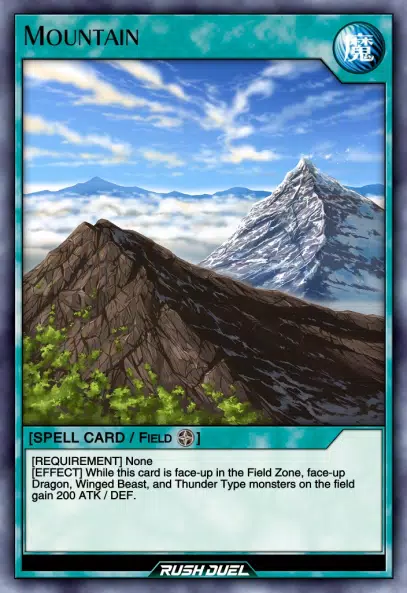 Mountain
魔
[SPELL CARD / Field ]
[REQUIREMENT] None
[EFFECT] While this card is face-up in the Field Zone, face-up
Dragon, Winged Beast, and Thunder Type monsters on the field
gain 200 ATK / DEF.
RUSH DUEL